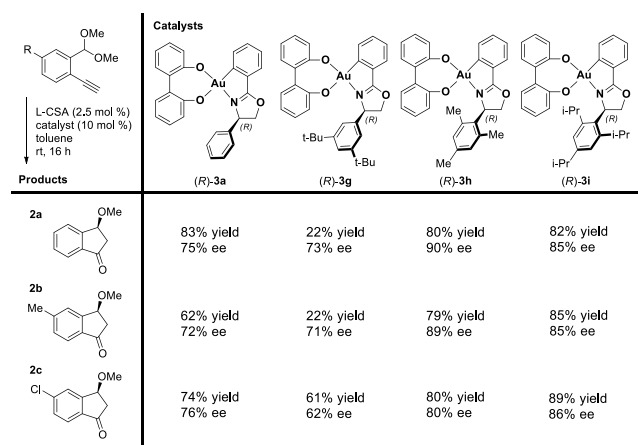 Catalysts
R
OMe
OMe
L-CSA (2.5 mol %)
catalyst (10 mol %)
toluene
rt, 16 h
O
Au
O
N
O
(R)
(R)-3a
O
Au
O
N
O
(R)
t-Bu
t-Bu
(R)-3g
O
Au
O
N
O
Me
(R)
Me
Me
(R)-3h
O
Au
O
N
O
i-Pr
(R)
i-Pr
i-Pr
(R)-3i
Products
2a
OMe
O
83% yield
75% ee
22% yield
73% ee
80% yield
90% ee
82% yield
85% ee
2b
Me
OMe
O
62% yield
72% ee
22% yield
71% ee
79% yield
89% ee
85% yield
85% ee
2c
Cl
OMe
O
74% yield
76% ee
61% yield
62% ee
80% yield
80% ee
89% yield
86% ee